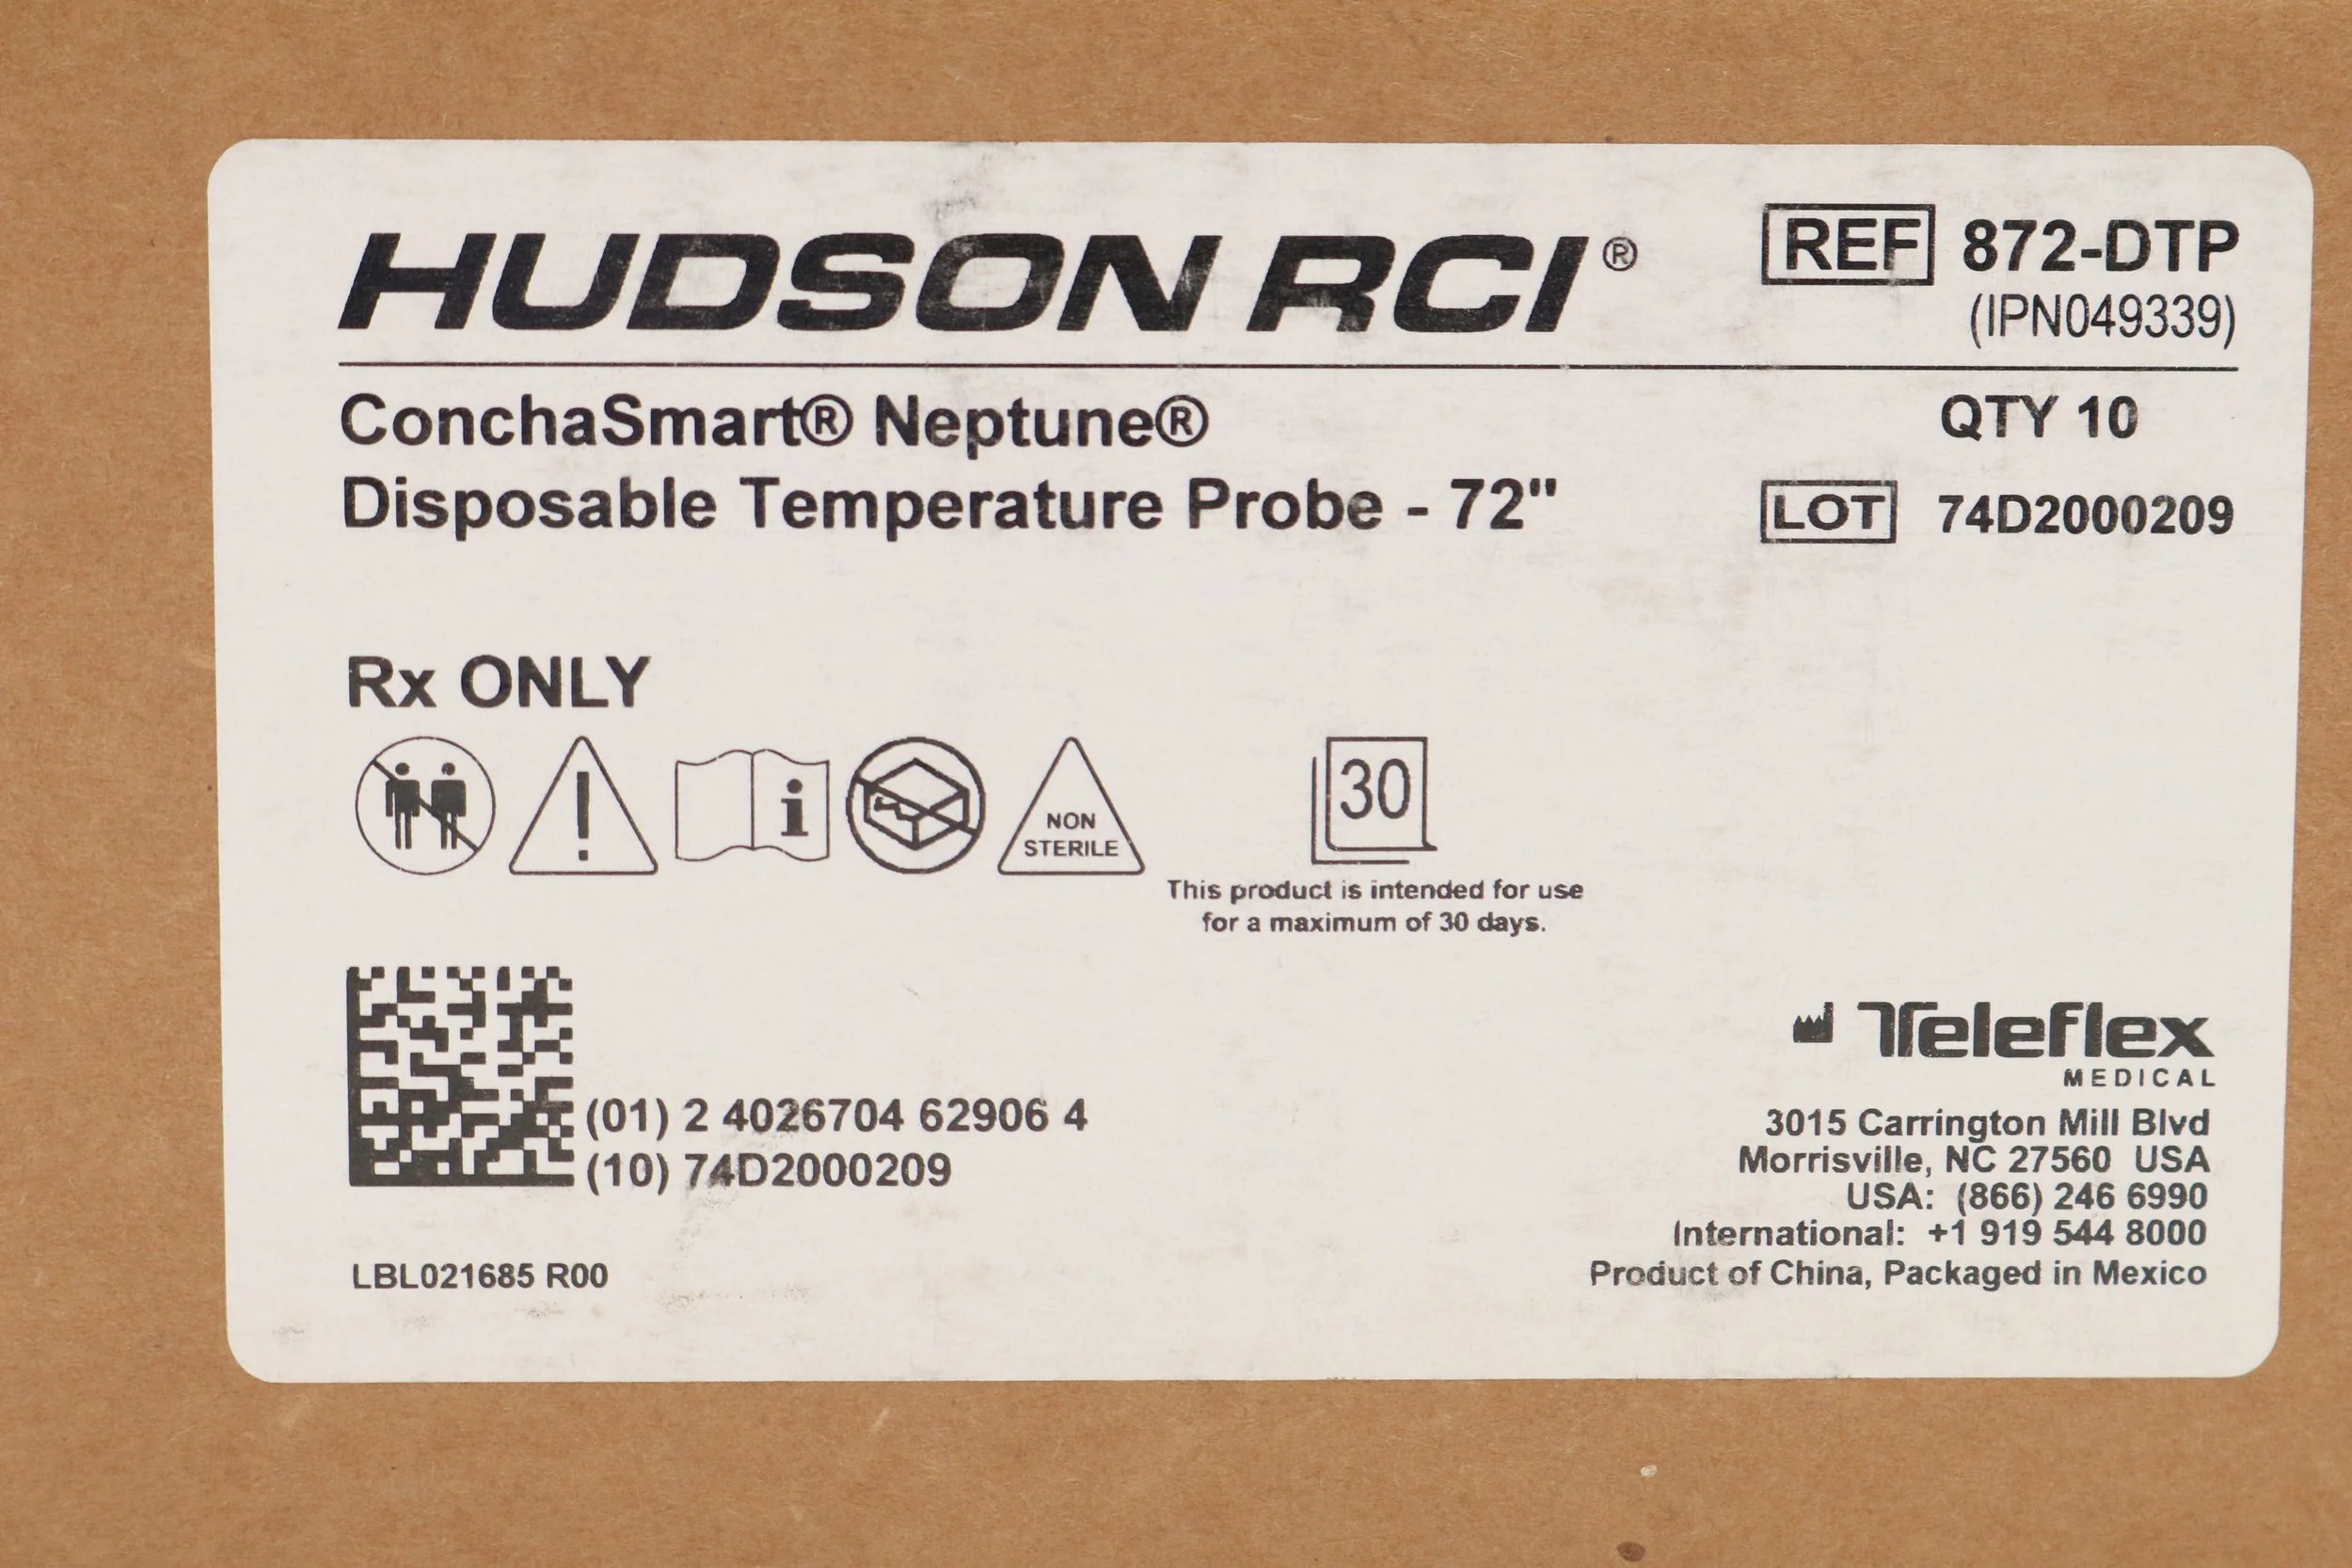 HUDSON RCI®
REF 872-DTP
(IPN049339)
ConchaSmart® Neptune®
QTY 10
Disposable Temperature Probe - 72"
LOT 74D2000209
Rx ONLY
NON
STERILE
30
This product is intended for use
for a maximum of 30 days.
(01) 2 4026704 62906 4
(10) 74D2000209
LBL021685 R00
Teleflex
MEDICAL
3015 Carrington Mill Blvd
Morrisville, NC 27560 USA
USA: (866) 246 6990
International: +1 919 544 8000
Product of China, Packaged in Mexico